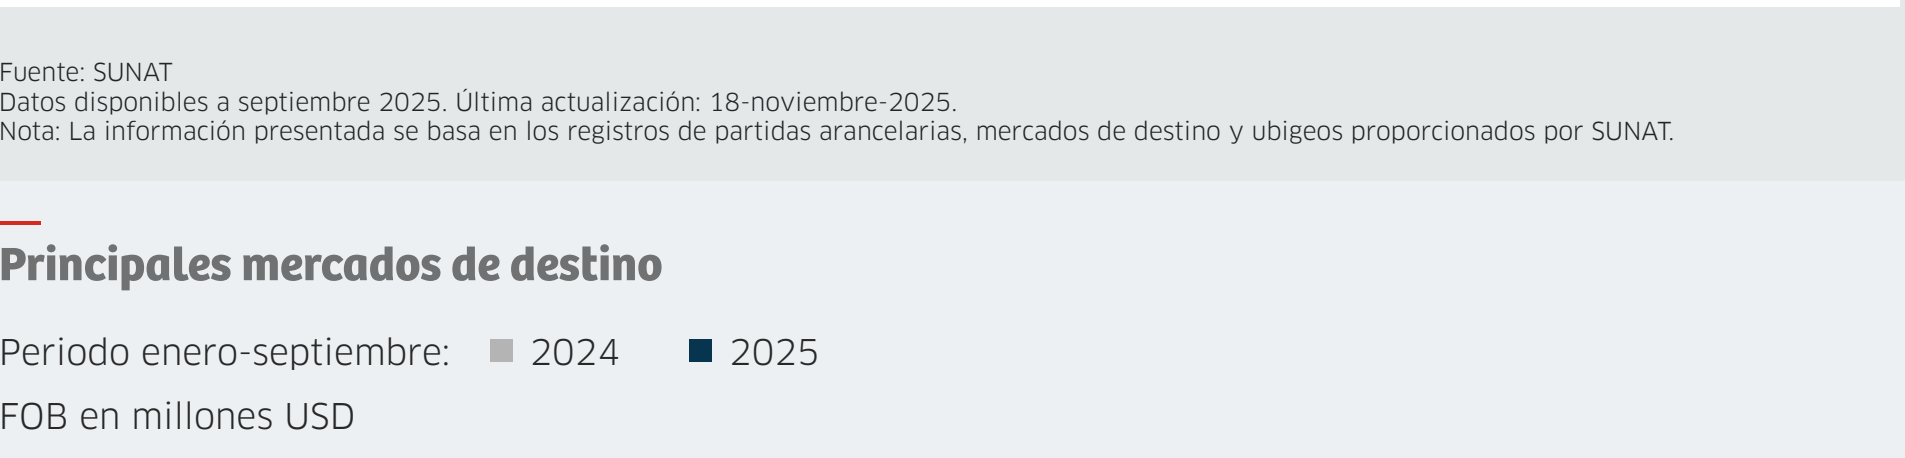 Fuente: SUNAT
Datos disponibles a septiembre 2025. Última actualización: 18-noviembre-2025.
Nota: La información presentada se basa en los registros de partidas arancelarias, mercados de destino y ubigeos proporcionados por SUNAT.
Principales mercados de destino
Periodo enero-septiembre: 2024 2025
FOB en millones USD